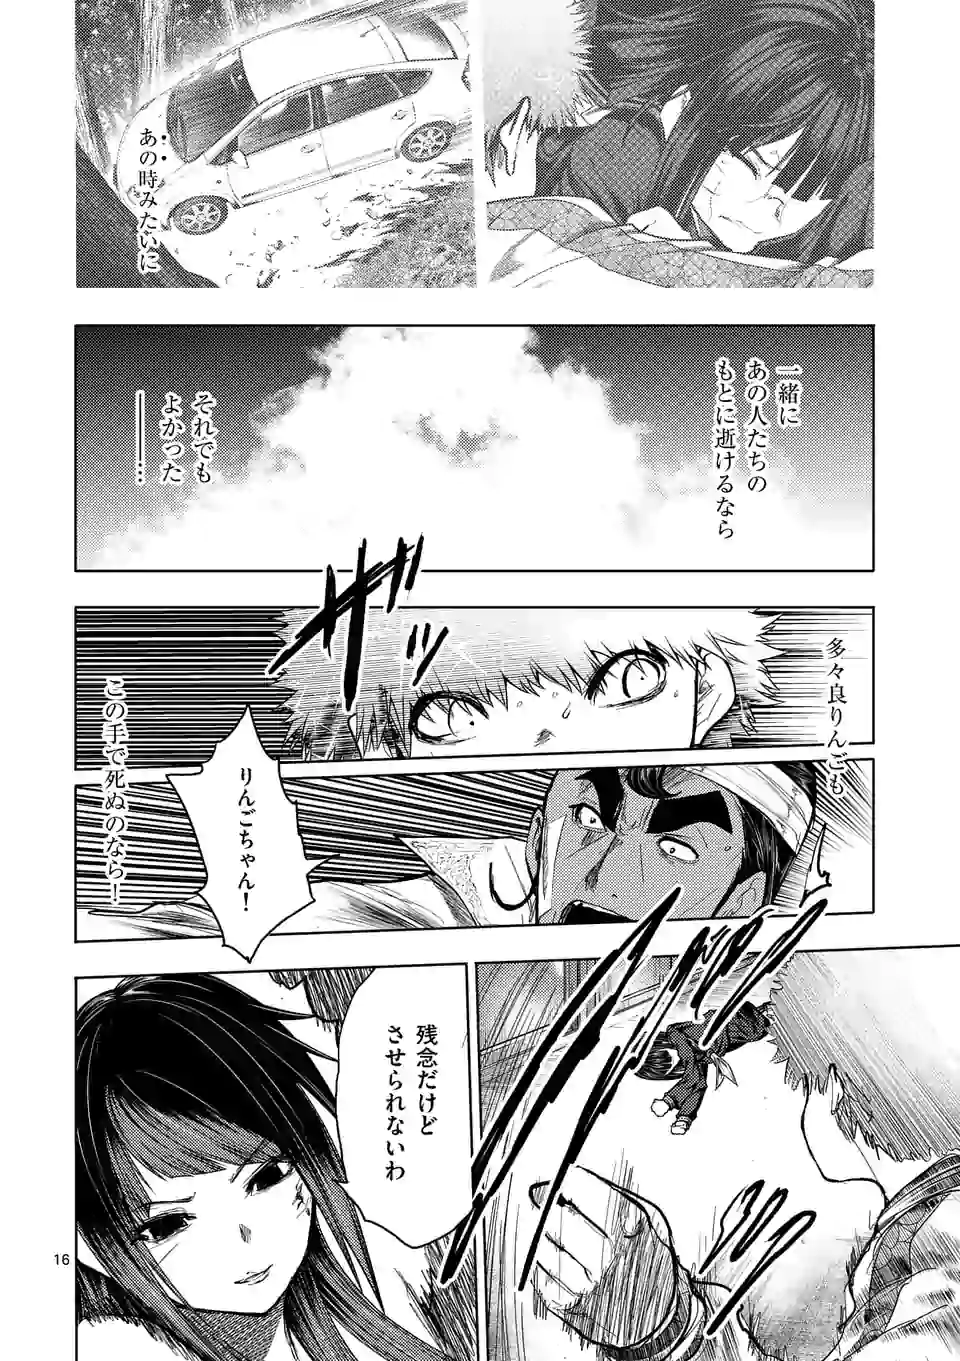 あの時みたいに
一緒に
あの人たちの
もとに逝けるなら
それでも
よかった
――…
ガッ
多々良りんごも
この手で死ぬのなら！
りんごちゃん！
残念だけど
させられないわ
16